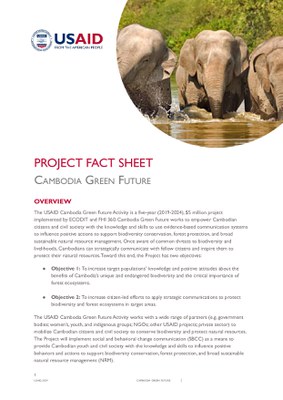 USAID
FROM THE AMERICAN PEOPLE
PROJECT FACT SHEET
CAMBODIA GREEN FUTURE
OVERVIEW
The USAID Cambodia Green Future Activity is a five-year (2019-2024), $5 million project
implemented by ECODIT and FHI 360. Cambodia Green Future works to empower Cambodian
citizens and civil society with the knowledge and skills to use evidence-based communication systems
to influence positive actions to support biodiversity conservation, forest protection, and broad
sustainable natural resource management. Once aware of common threats to biodiversity and
livelihoods, Cambodians can strategically communicate with fellow citizens and inspire them to
protect their natural resources. Toward this end, the Project has two objectives:
● Objective 1: To increase target populations' knowledge and positive attitudes about the
benefits of Cambodia's unique and endangered biodiversity and the critical importance of
forest ecosystems.
● Objective 2: To increase citizen-led efforts to apply strategic communications to protect
biodiversity and forest ecosystems in target areas.
The USAID Cambodia Green Future Activity works with a wide range of partners (e.g. government
bodies; women's, youth, and indigenous groups; NGOs; other USAID projects; private sector) to
mobilize Cambodian citizens and civil society to conserve biodiversity and protect natural resources.
The Project will implement social and behavioral change communication (SBCC) as a means to
provide Cambodian youth and civil society with the knowledge and skills to influence positive
behaviors and actions to support biodiversity conservation, forest protection, and broad sustainable
natural resource management (NRM).
CAMBODIA GREEN FUTURE